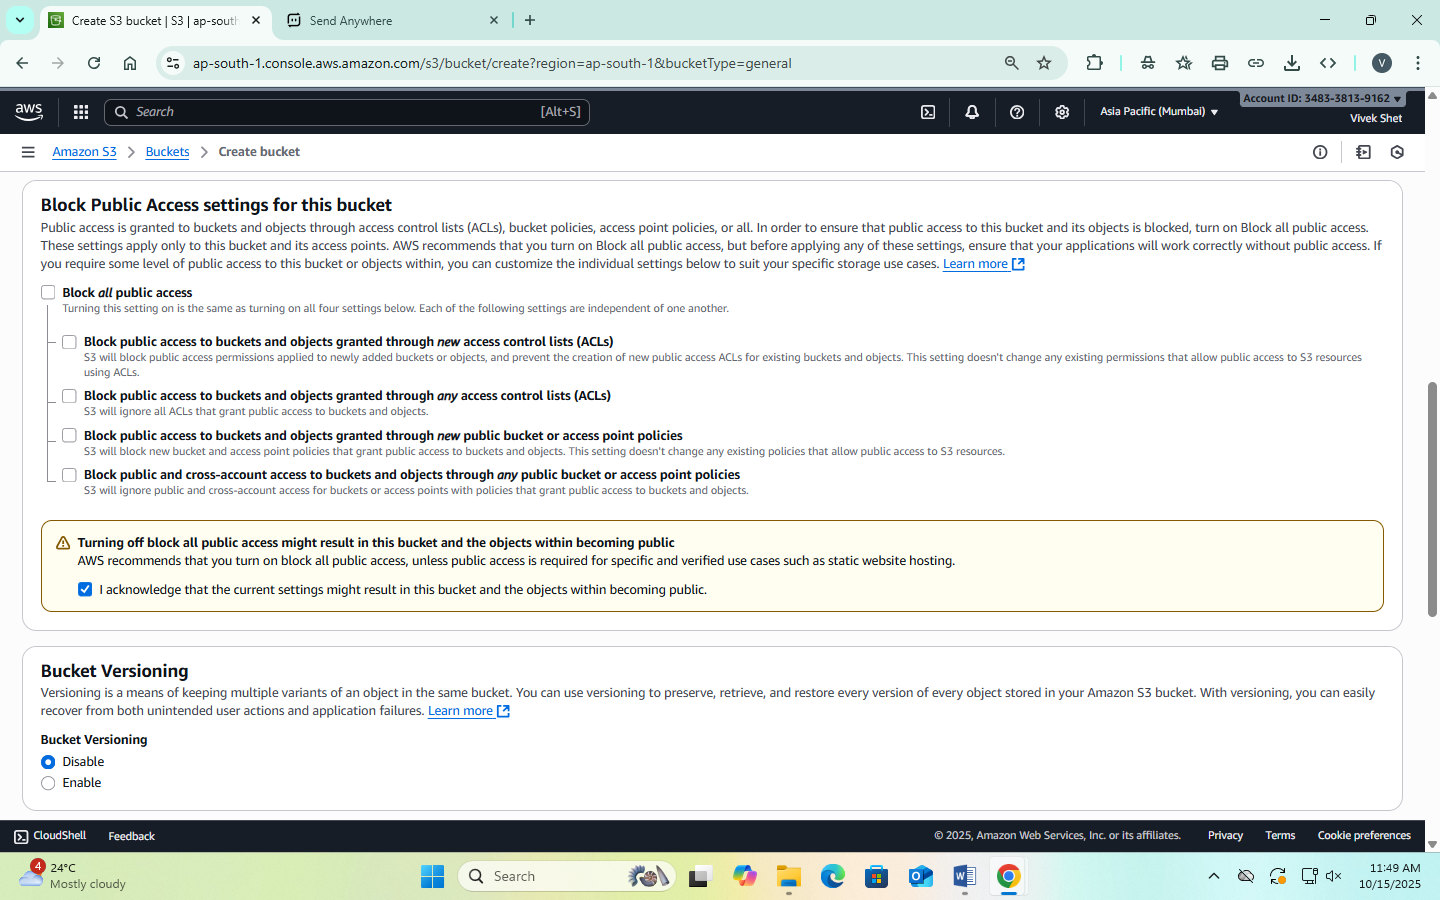 Create S3 bucket | S3 | ap-south
Send Anywhere
ap-south-1.console.aws.amazon.com/s3/bucket/create?region=ap-south-1&bucketType=general
V
aws
Search
[Alt+S]
Asia Pacific (Mumbai)
Account ID: 3483-3813-9162
Vivek Shet
Amazon S3
Buckets
Create bucket
Block Public Access settings for this bucket
Public access is granted to buckets and objects through access control lists (ACLs), bucket policies, access point policies, or all. In order to ensure that public access to this bucket and its objects is blocked, turn on Block all public access.
These settings apply only to this bucket and its access points. AWS recommends that you turn on Block all public access, but before applying any of these settings, ensure that your applications will work correctly without public access. If
you require some level of public access to this bucket or objects within, you can customize the individual settings below to suit your specific storage use cases. Learn more
Block all public access
Turning this setting on is the same as turning on all four settings below. Each of the following settings are independent of one another.
Block public access to buckets and objects granted through new access control lists (ACLs)
S3 will block public access permissions applied to newly added buckets or objects, and prevent the creation of new public access ACLs for existing buckets and objects. This setting doesn't change any existing permissions that allow public access to S3 resources
using ACLs.
Block public access to buckets and objects granted through any access control lists (ACLs)
S3 will ignore all ACLs that grant public access to buckets and objects.
Block public access to buckets and objects granted through new public bucket or access point policies
S3 will block new bucket and access point policies that grant public access to buckets and objects. This setting doesn't change any existing policies that allow public access to S3 resources.
Block public and cross-account access to buckets and objects through any public bucket or access point policies
S3 will ignore public and cross-account access for buckets or access points with policies that grant public access to buckets and objects.
Turning off block all public access might result in this bucket and the objects within becoming public
AWS recommends that you turn on block all public access, unless public access is required for specific and verified use cases such as static website hosting.
I acknowledge that the current settings might result in this bucket and the objects within becoming public.
Bucket Versioning
Versioning is a means of keeping multiple variants of an object in the same bucket. You can use versioning to preserve, retrieve, and restore every version of every object stored in your Amazon S3 bucket. With versioning, you can easily
recover from both unintended user actions and application failures. Learn more
Bucket Versioning
Disable
Enable
CloudShell
Feedback
© 2025, Amazon Web Services, Inc. or its affiliates.
Privacy
Terms
Cookie preferences
4
24°C
Mostly cloudy
Search
11:49 AM
10/15/2025